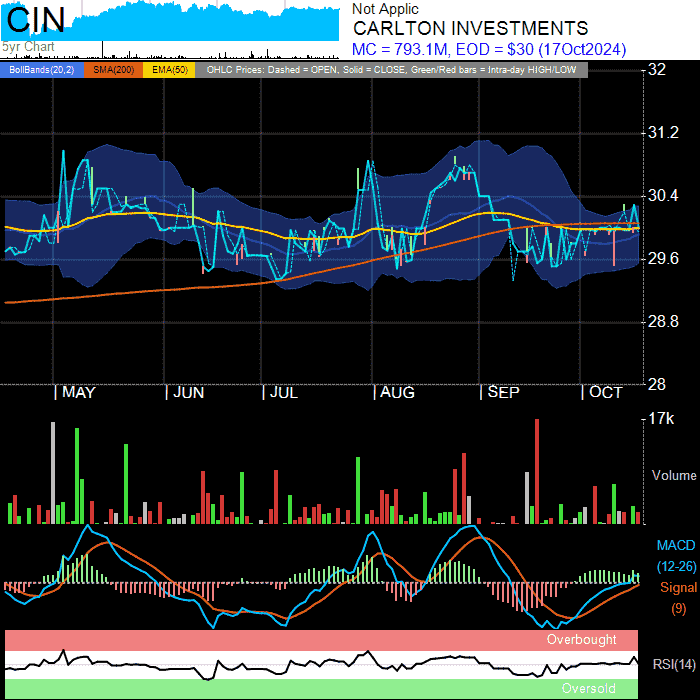 CIN
5yr Chart
Not Applic
CARLTON INVESTMENTS
MC = 793.1M, EOD = $30 (17Oct2024)
BollBands(20,2) SMA(200) EMA(50) OHLC Prices: Dashed = OPEN, Solid = CLOSE, Green/Red bars = Intra-day HIGH/LOW
32
31.2
30.4
29.6
28.8
28
MAY JUN JUL AUG SEP OCT
17k
Volume
MACD
(12-26)
Signal
(9)
Overbought
RSI(14)
Oversold